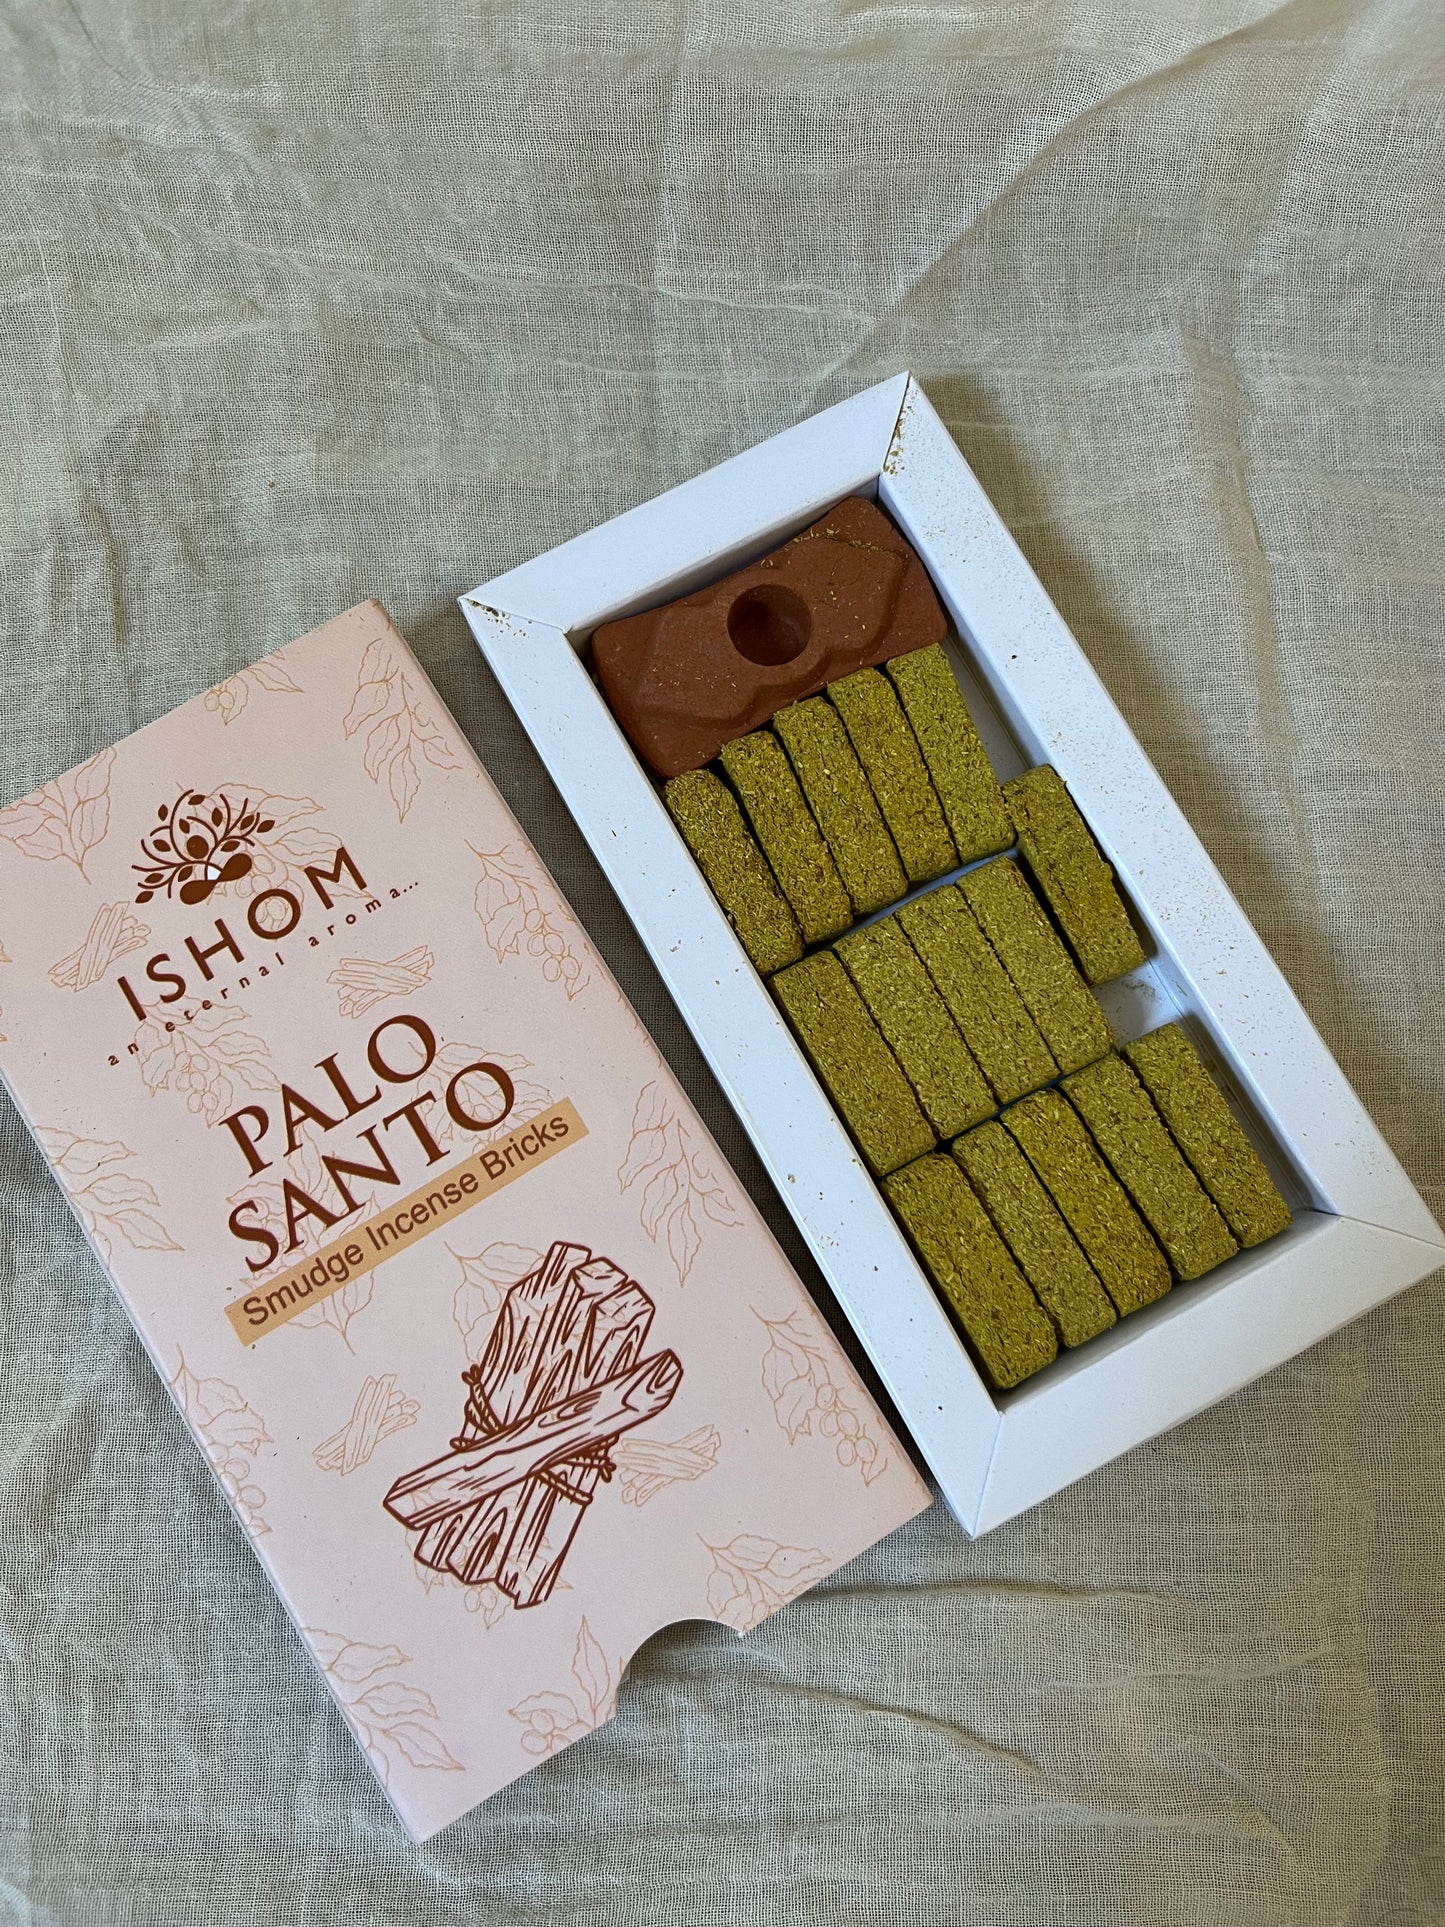 ISHOM
an eternal aroma...
PALO
SANTO
Smudge Incense Bricks